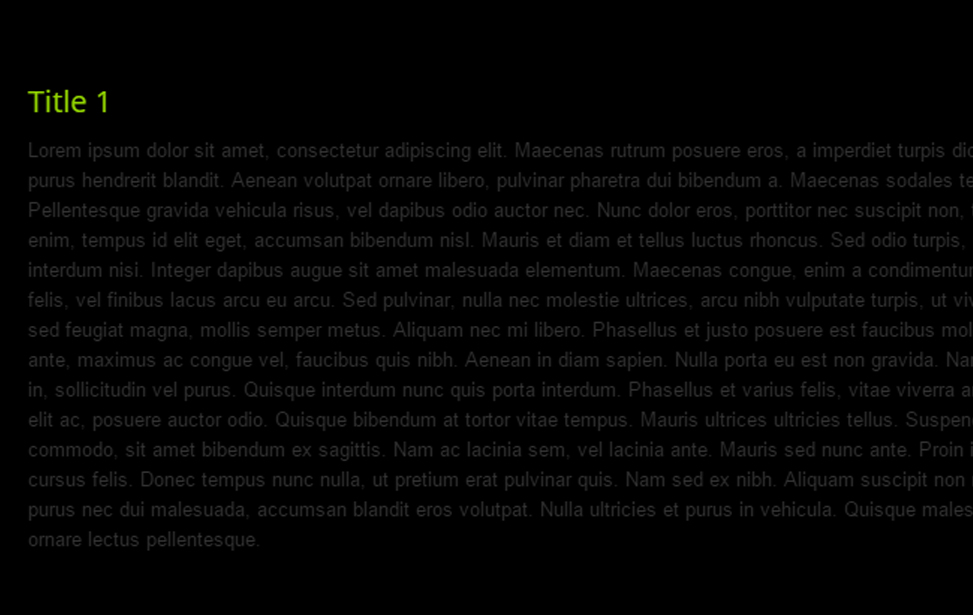 Title 1
Lorem ipsum dolor sit amet, consectetur adipiscing elit. Maecenas rutrum posuere eros, a imperdiet turpis dic
purus hendrerit blandit. Aenean volutpat ornare libero, pulvinar pharetra dui bibendum a. Maecenas sodales te
Pellentesque gravida vehicula risus, vel dapibus odio auctor nec. Nunc dolor eros, porttitor nec suscipit non,
enim, tempus id elit eget, accumsan bibendum nisl. Mauris et diam et tellus luctus rhoncus. Sed odio turpis,
interdum nisi. Integer dapibus augue sit amet malesuada elementum. Maecenas congue, enim a condimentu
felis, vel finibus lacus arcu eu arcu. Sed pulvinar, nulla nec molestie ultrices, arcu nibh vulputate turpis, ut viv
sed feugiat magna, mollis semper metus. Aliquam nec mi libero. Phasellus et justo posuere est faucibus mol
ante, maximus ac congue vel, faucibus quis nibh. Aenean in diam sapien. Nulla porta eu est non gravida. Nam
in, sollicitudin vel purus. Quisque interdum nunc quis porta interdum. Phasellus et varius felis, vitae viverra a
elit ac, posuere auctor odio. Quisque bibendum at tortor vitae tempus. Mauris ultrices ultricies tellus. Suspen
commodo, sit amet bibendum ex sagittis. Nam ac lacinia sem, vel lacinia ante. Mauris sed nunc ante. Proin i
cursus felis. Donec tempus nunc nulla, ut pretium erat pulvinar quis. Nam sed ex nibh. Aliquam suscipit non
purus nec dui malesuada, accumsan blandit eros volutpat. Nulla ultricies et purus in vehicula. Quisque males
ornare lectus pellentesque.